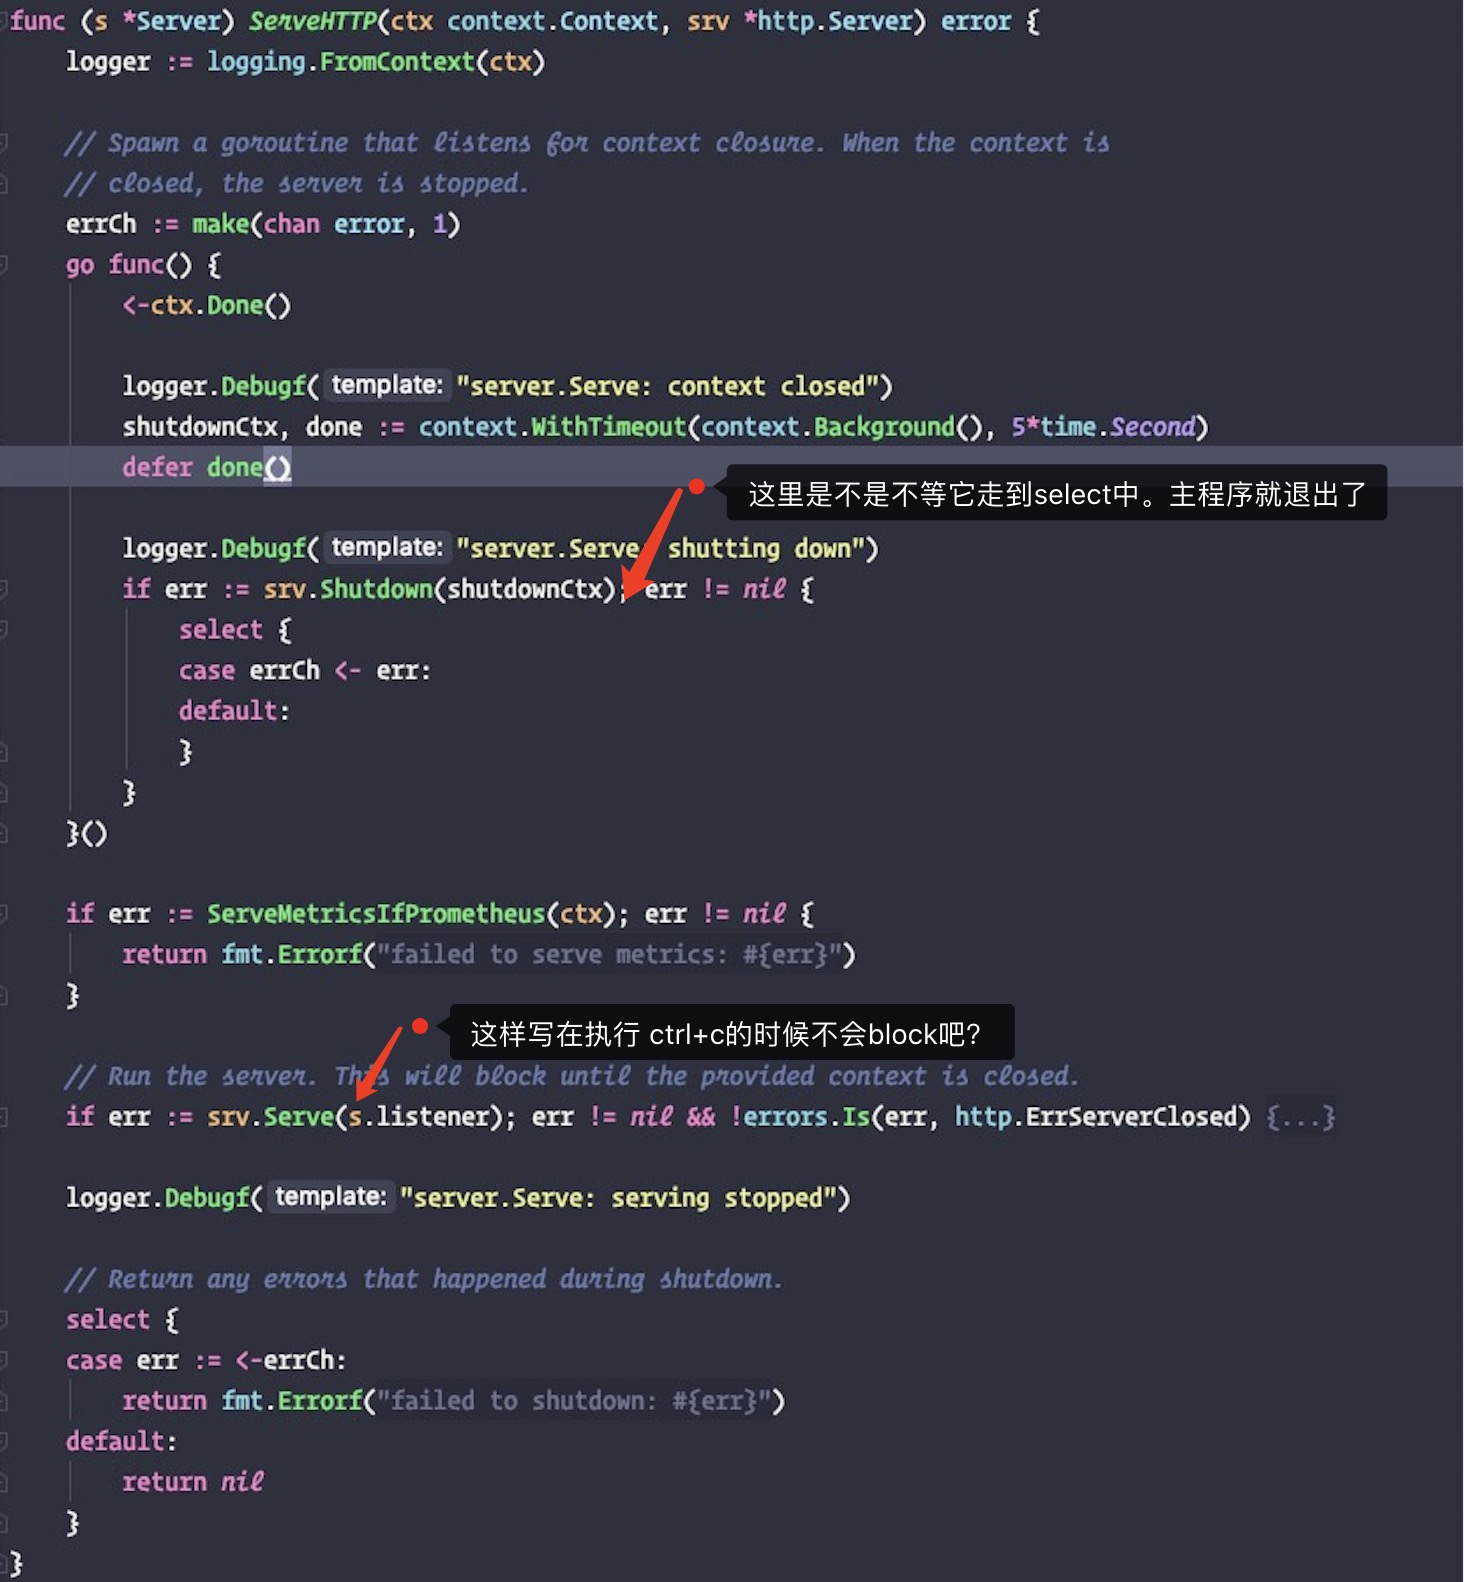 func (s *Server) ServeHTTP(ctx context.Context, srv *http.Server) error {
logger := logging.FromContext(ctx)
// Spawn a goroutine that listens for context closure. When the context is
// closed, the server is stopped.
errCh := make(chan error, 1)
go func() {
<-ctx.Done()
logger.Debugf( template: "server.Serve: context closed")
shutdownCtx, done := context.WithTimeout(context.Background(), 5*time.Second)
defer done()
这里是不是不等它走到select中。主程序就退出了
logger.Debugf( template: "server.Serve: shutting down")
if err := srv.Shutdown(shutdownCtx); err != nil {
select {
case errCh <- err:
default:
}
}
}()
if err := ServeMetricsIfPrometheus(ctx); err != nil {
return fmt.Errorf("failed to serve metrics: #{err}")
}
这样写在执行 ctrl+c的时候不会block吧?
// Run the server. This will block until the provided context is closed.
if err := srv.Serve(s.listener); err != nil && !errors.Is(err, http.ErrServerClosed) {...}
logger.Debugf( template: "server.Serve: serving stopped")
// Return any errors that happened during shutdown.
select {
case err := <-errCh:
return fmt.Errorf("failed to shutdown: #{err}")
default:
return nil
}
}